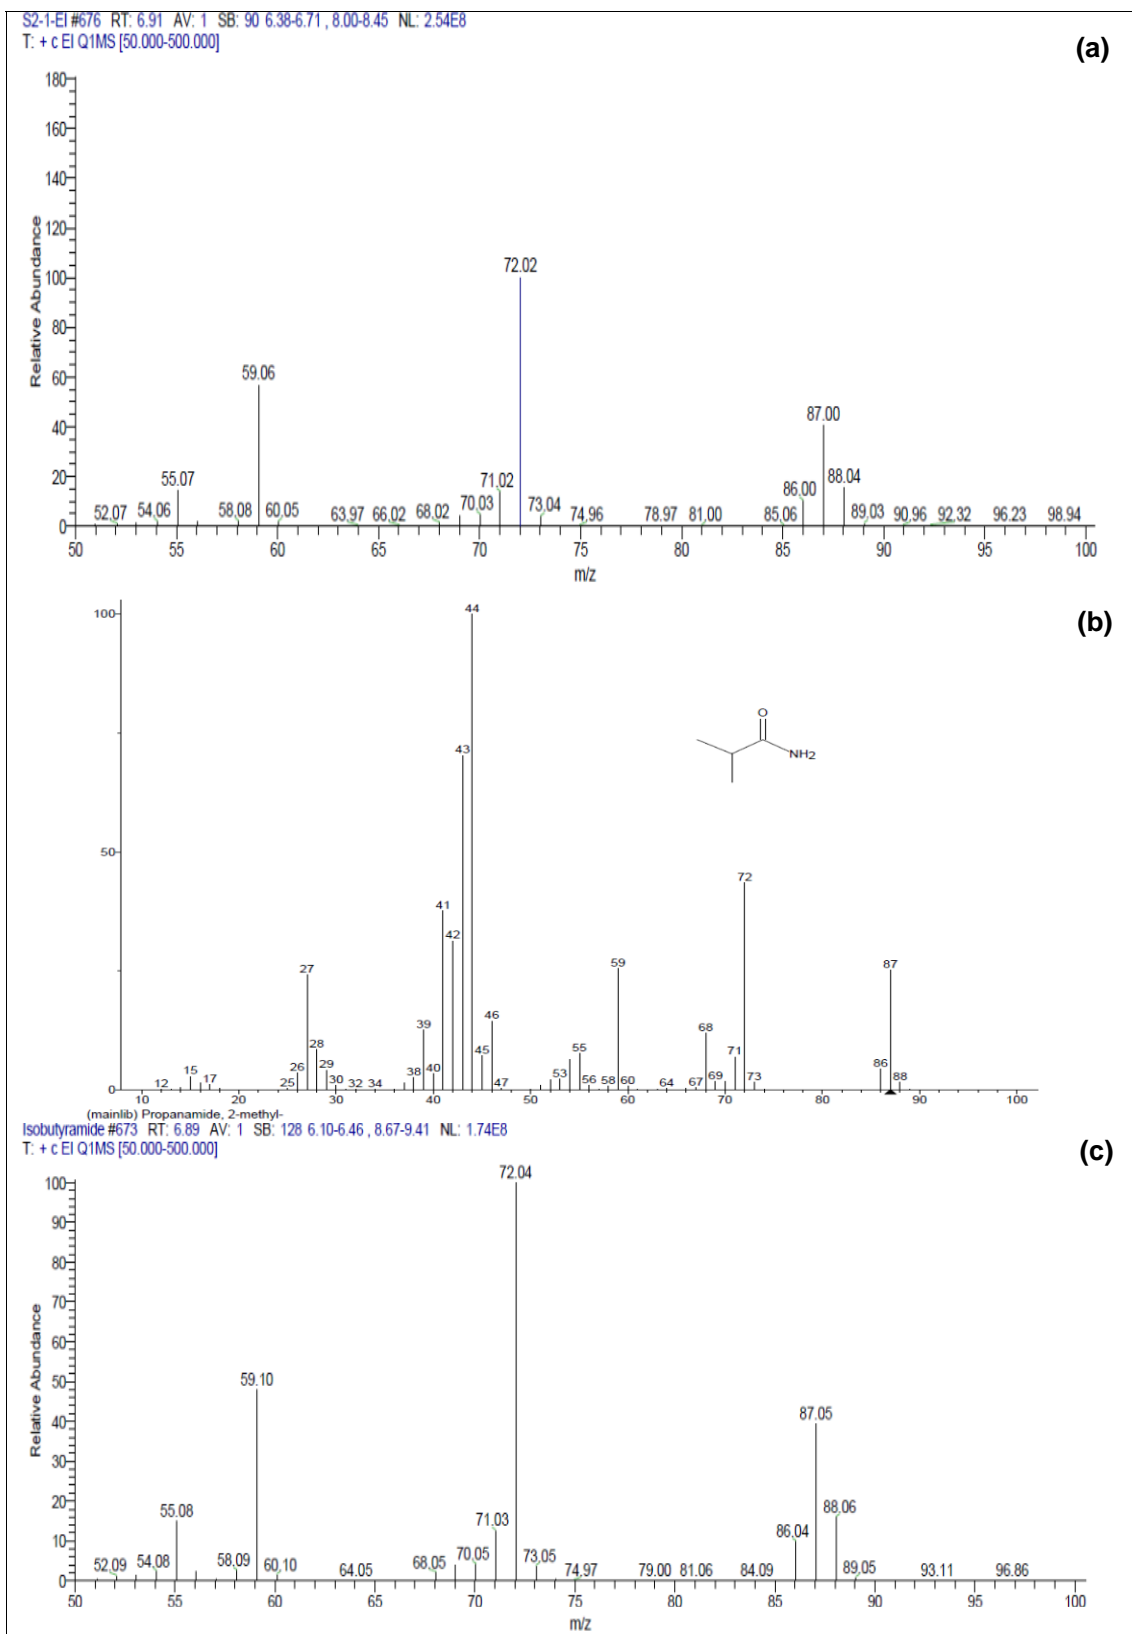 S2-1-EI #676 RT: 6.91 AV: 1 SB: 90 6.38-6.71 , 8.00-8.45 NL: 2.54E8
T: + c EI Q1MS [50.000-500.000]
(a)
180
160
140
120
100
80
60
40
20
0
Relative Abundance
52.07 54.06 55.07 58.08 59.06 60.05 63.97 66.02 68.02 70.03 71.02 72.02 73.04 74.96 78.97 81.00 85.06 86.00 87.00 88.04 89.03 90.96 92.32 96.23 98.94
50 55 60 65 70 75 80 85 90 95 100
m/z
(b)
100
50
0
12 15 17 25 26 27 28 29 30 32 34 38 39 40 41 42 43 44 45 46 47 53 55 56 58 59 60 64 67 68 69 71 72 73 86 87 88
O
NH2
10 20 30 40 50 60 70 80 90 100
(mainlib) Propanamide, 2-methyl-
Isobutyramide #673 RT: 6.89 AV: 1 SB: 128 6.10-6.46 , 8.67-9.41 NL: 1.74E8
T: + c EI Q1MS [50.000-500.000]
(c)
100
90
80
70
60
50
40
30
20
10
0
Relative Abundance
52.09 54.08 55.08 58.09 59.10 60.10 64.05 68.05 70.05 71.03 72.04 73.05 74.97 79.00 81.06 84.09 86.04 87.05 88.06 89.05 93.11 96.86
50 55 60 65 70 75 80 85 90 95 100
m/z